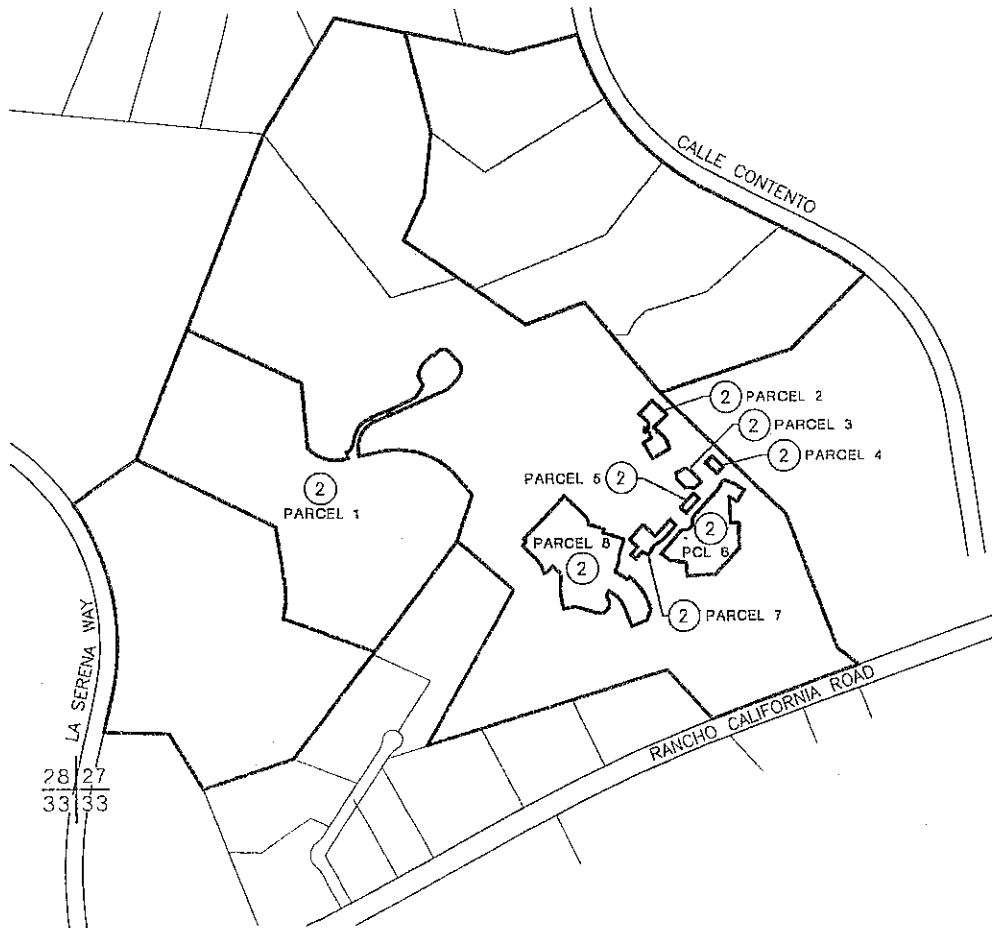 CALLE CONTENTO
2 PARCEL 2
2 PARCEL 3
2 PARCEL 4
PARCEL 5 2
2
PARCEL 1
PARCEL 8
2
2
PCL 6
2 PARCEL 7
LA SERENA WAY
RANCHO CALIFORNIA ROAD
28 27
33 33